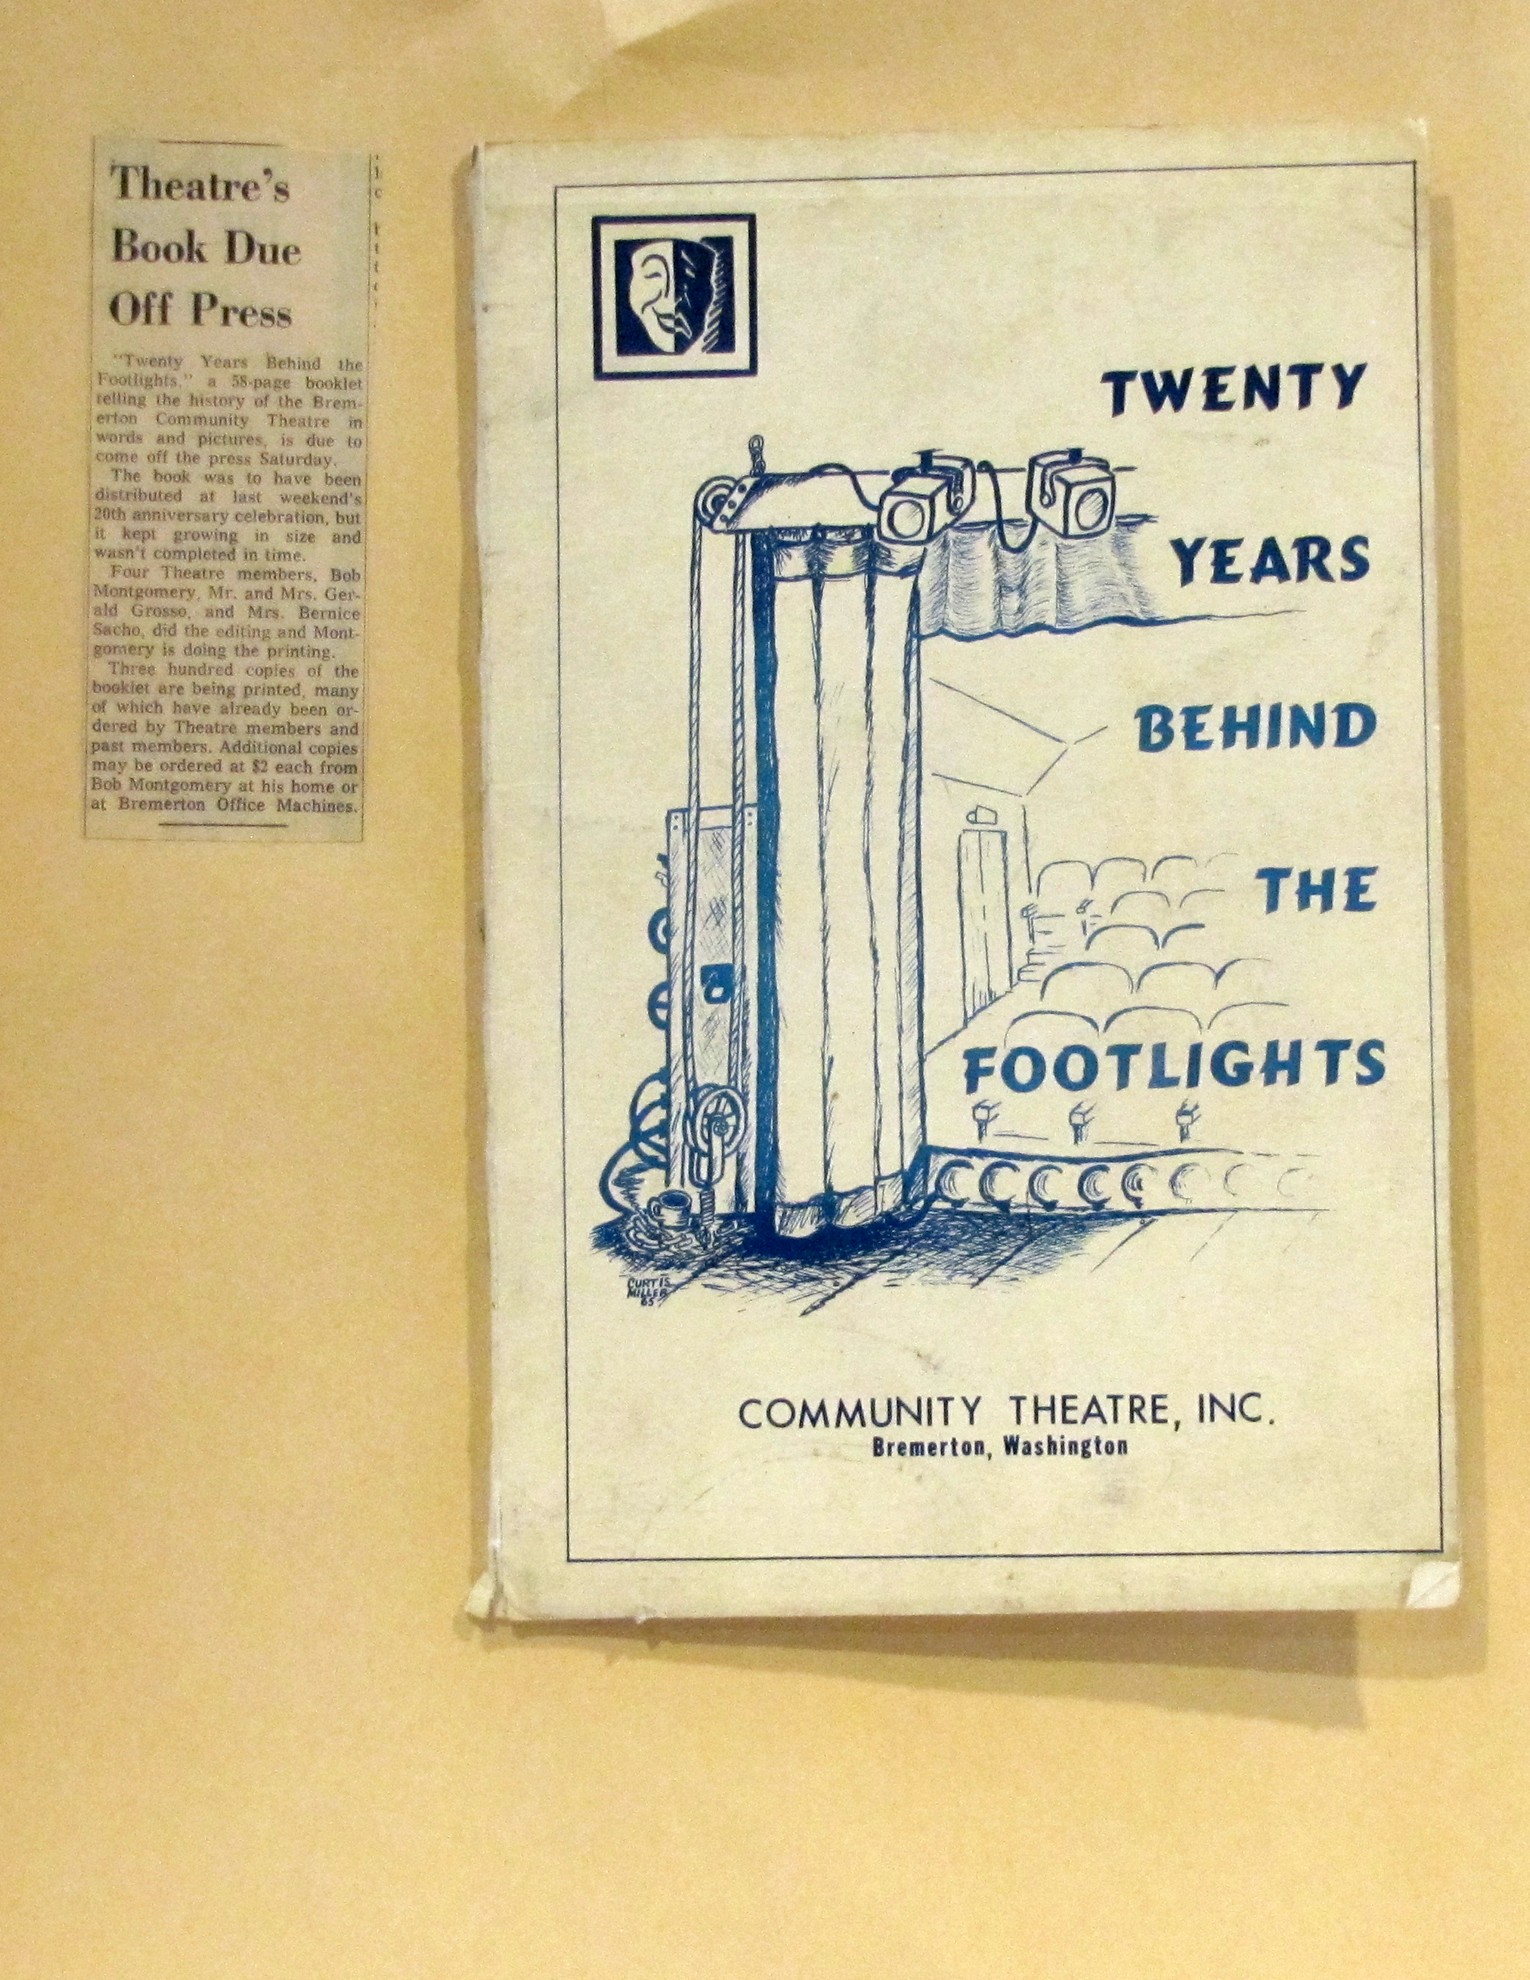 Theatre's
Book Due
Off Press
"Twenty Years Behind the
Footlights," a 58-page booklet
telling the history of the Brem-
erton Community Theatre in
words and pictures, is due to
come off the press Saturday.
The book was to have been
distributed at last weekend's
20th anniversary celebration, but
it kept growing in size and
wasn't completed in time.
Four Theatre members, Bob
Montgomery, Mr. and Mrs. Ger-
ald Grosso, and Mrs. Bernice
Sacho, did the editing and Mont-
gomery is doing the printing.
Three hundred copies of the
booklet are being printed, many
of which have already been or-
dered by Theatre members and
past members. Additional copies
may be ordered at $2 each from
Bob Montgomery at his home or
at Bremerton Office Machines.
TWENTY
YEARS
BEHIND
THE
FOOTLIGHTS
CURTIS
MILLER
65
COMMUNITY THEATRE, INC.
Bremerton, Washington